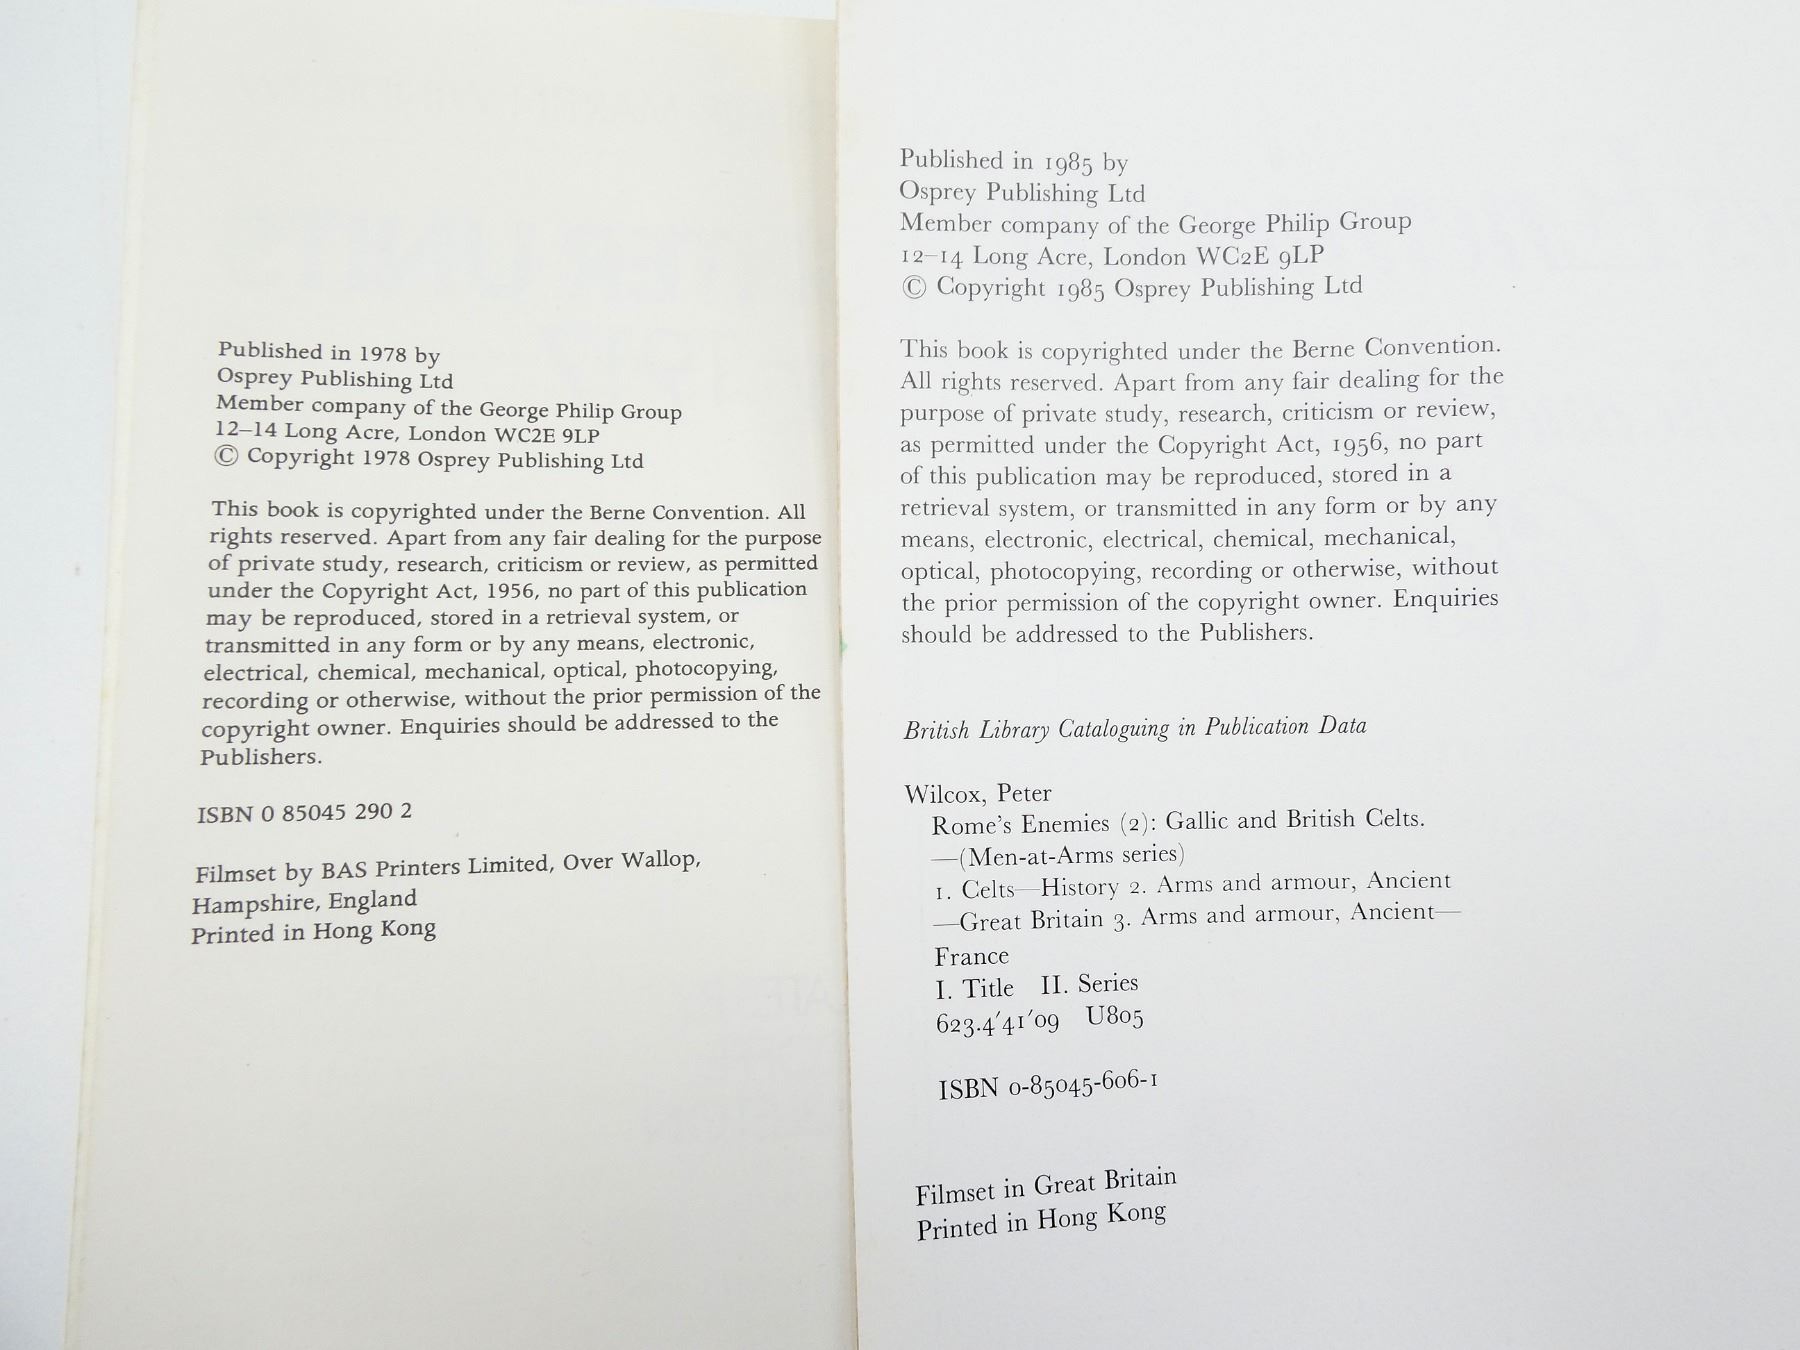 Published in 1978 by
Osprey Publishing Ltd
Member company of the George Philip Group
12–14 Long Acre, London WC2E 9LP
© Copyright 1978 Osprey Publishing Ltd
This book is copyrighted under the Berne Convention. All
rights reserved. Apart from any fair dealing for the purpose
of private study, research, criticism or review, as permitted
under the Copyright Act, 1956, no part of this publication
may be reproduced, stored in a retrieval system, or
transmitted in any form or by any means, electronic,
electrical, chemical, mechanical, optical, photocopying,
recording or otherwise, without the prior permission of the
copyright owner. Enquiries should be addressed to the
Publishers.
ISBN 0 85045 290 2
Filmset by BAS Printers Limited, Over Wallop,
Hampshire, England
Printed in Hong Kong
Published in 1985 by
Osprey Publishing Ltd
Member company of the George Philip Group
12–14 Long Acre, London WC2E 9LP
© Copyright 1985 Osprey Publishing Ltd
This book is copyrighted under the Berne Convention.
All rights reserved. Apart from any fair dealing for the
purpose of private study, research, criticism or review,
as permitted under the Copyright Act, 1956, no part
of this publication may be reproduced, stored in a
retrieval system, or transmitted in any form or by any
means, electronic, electrical, chemical, mechanical,
optical, photocopying, recording or otherwise, without
the prior permission of the copyright owner. Enquiries
should be addressed to the Publishers.
British Library Cataloguing in Publication Data
Wilcox, Peter
Rome's Enemies (2): Gallic and British Celts.
—(Men-at-Arms series)
1. Celts—History 2. Arms and armour, Ancient
—Great Britain 3. Arms and armour, Ancient—
France
I. Title II. Series
623.4'41'09 U805
ISBN 0-85045-606-1
Filmset in Great Britain
Printed in Hong Kong